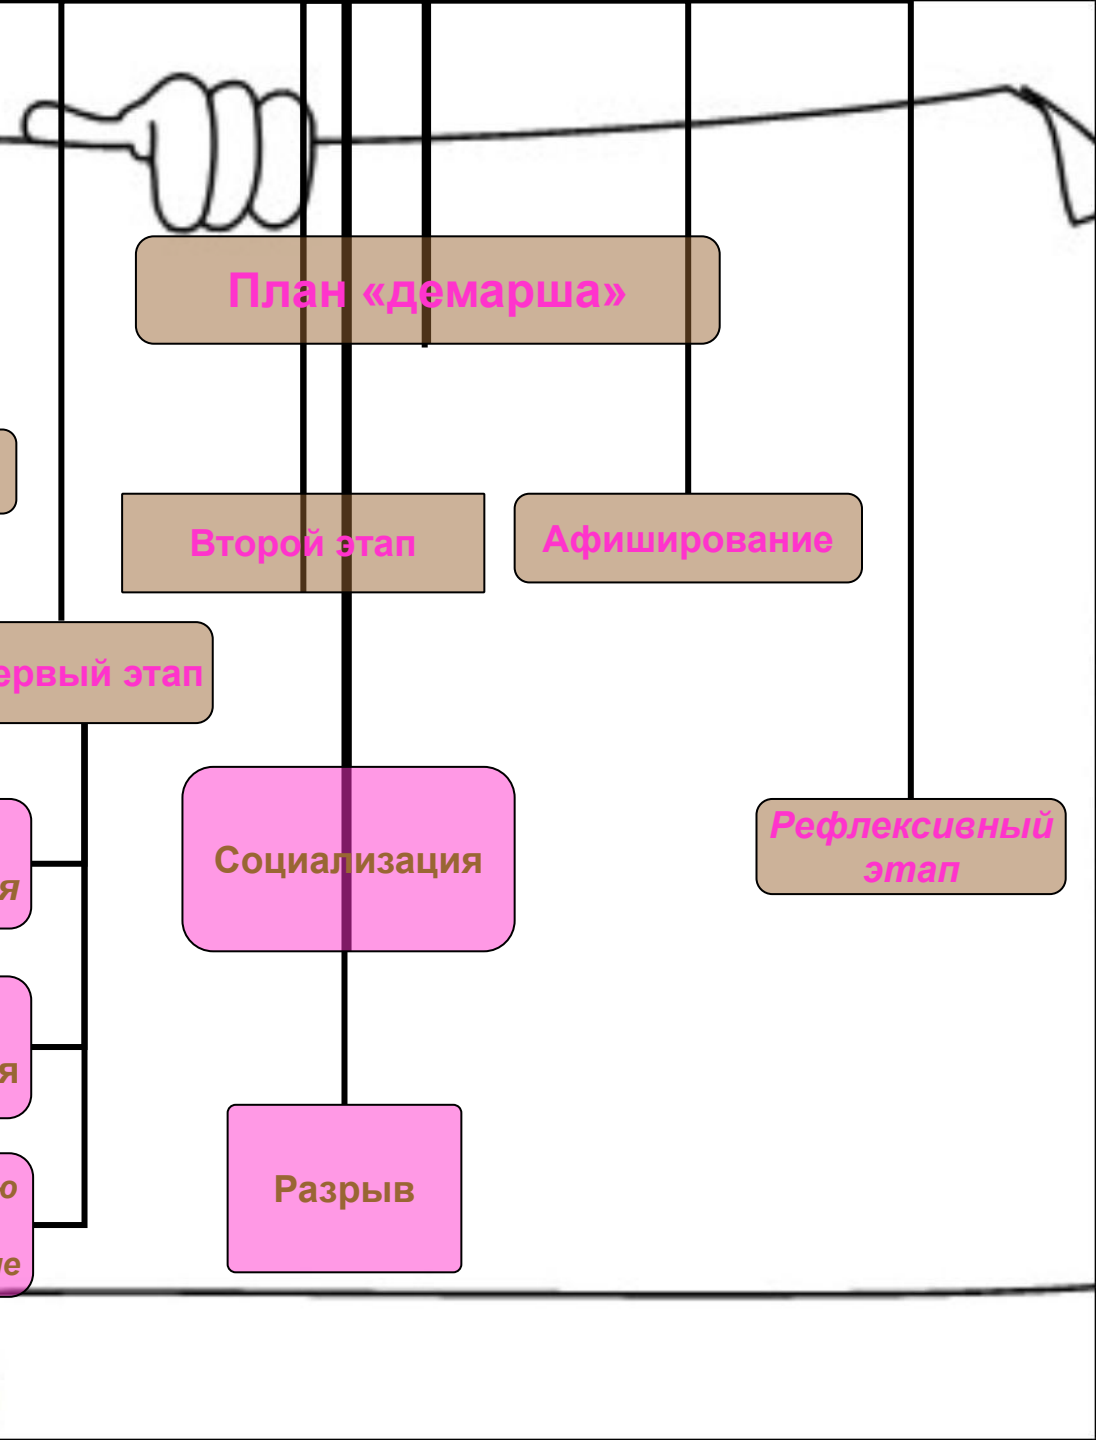 План «демарша»
Второй этап
Афиширование
ервый этап
Социализация
Рефлексивный
этап
я
я
Разрыв
ю
е